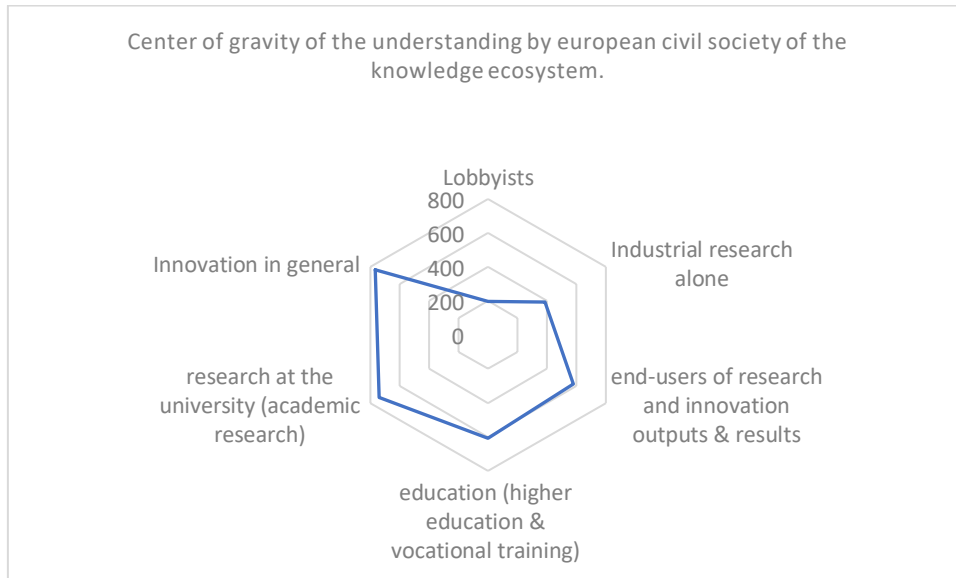 Center of gravity of the understanding by european civil society of the
knowledge ecosystem.
Lobbyists
800
600
400
200
0
Industrial research
alone
end-users of research
and innovation
outputs & results
education (higher
education &
vocational training)
research at the
university (academic
research)
Innovation in general